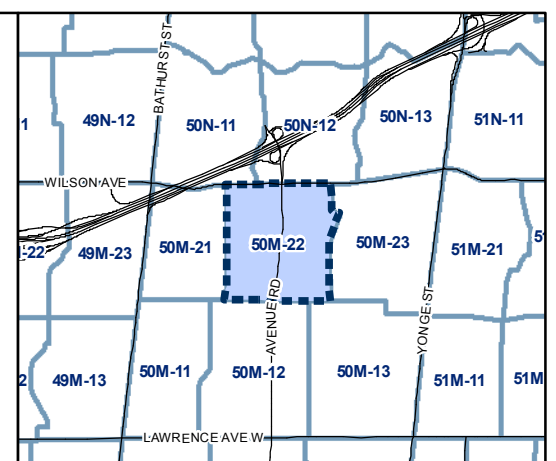 BATHURST ST
1
49N-12
50N-11
50N-12
50N-13
51N-11
WILSON AVE
-22
49M-23
50M-21
50M-22
50M-23
51M-21
5
AVENUE RD
YONGE ST
2
49M-13
50M-11
50M-12
50M-13
51M-11
51M
LAWRENCE AVE W